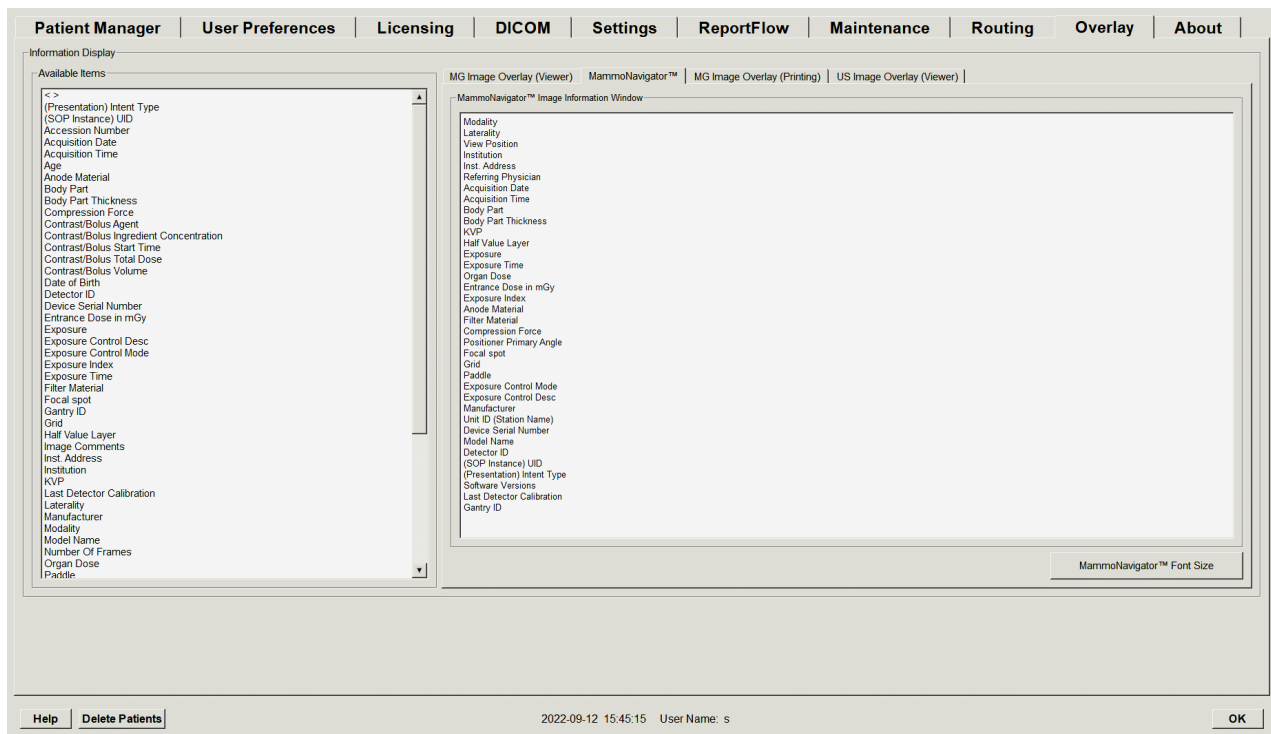 Patient Manager User Preferences Licensing DICOM Settings ReportFlow Maintenance Routing Overlay About
Information Display
Available Items
< >
(Presentation) Intent Type
(SOP Instance) UID
Accession Number
Acquisition Date
Acquisition Time
Age
Anode Material
Body Part
Body Part Thickness
Compression Force
Contrast/Bolus Agent
Contrast/Bolus Ingredient Concentration
Contrast/Bolus Start Time
Contrast/Bolus Total Dose
Contrast/Bolus Volume
Date of Birth
Detector ID
Device Serial Number
Entrance Dose in mGy
Exposure
Exposure Control Desc
Exposure Control Mode
Exposure Index
Exposure Time
Filter Material
Focal spot
Gantry ID
Grid
Half Value Layer
Image Comments
Inst. Address
Institution
KVP
Last Detector Calibration
Laterality
Manufacturer
Modality
Model Name
Number Of Frames
Organ Dose
Paddle
MG Image Overlay (Viewer) MammoNavigator™ MG Image Overlay (Printing) US Image Overlay (Viewer)
MammoNavigator™ Image Information Window
Modality
Laterality
View Position
Institution
Inst. Address
Referring Physician
Acquisition Date
Acquisition Time
Body Part
Body Part Thickness
KVP
Half Value Layer
Exposure
Exposure Time
Organ Dose
Entrance Dose in mGy
Exposure Index
Anode Material
Filter Material
Compression Force
Positioner Primary Angle
Focal spot
Grid
Paddle
Exposure Control Mode
Exposure Control Desc
Manufacturer
Unit ID (Station Name)
Device Serial Number
Model Name
Detector ID
(SOP Instance) UID
(Presentation) Intent Type
Software Versions
Last Detector Calibration
Gantry ID
MammoNavigator™ Font Size
Help Delete Patients 2022-09-12 15:45:15 User Name: s OK